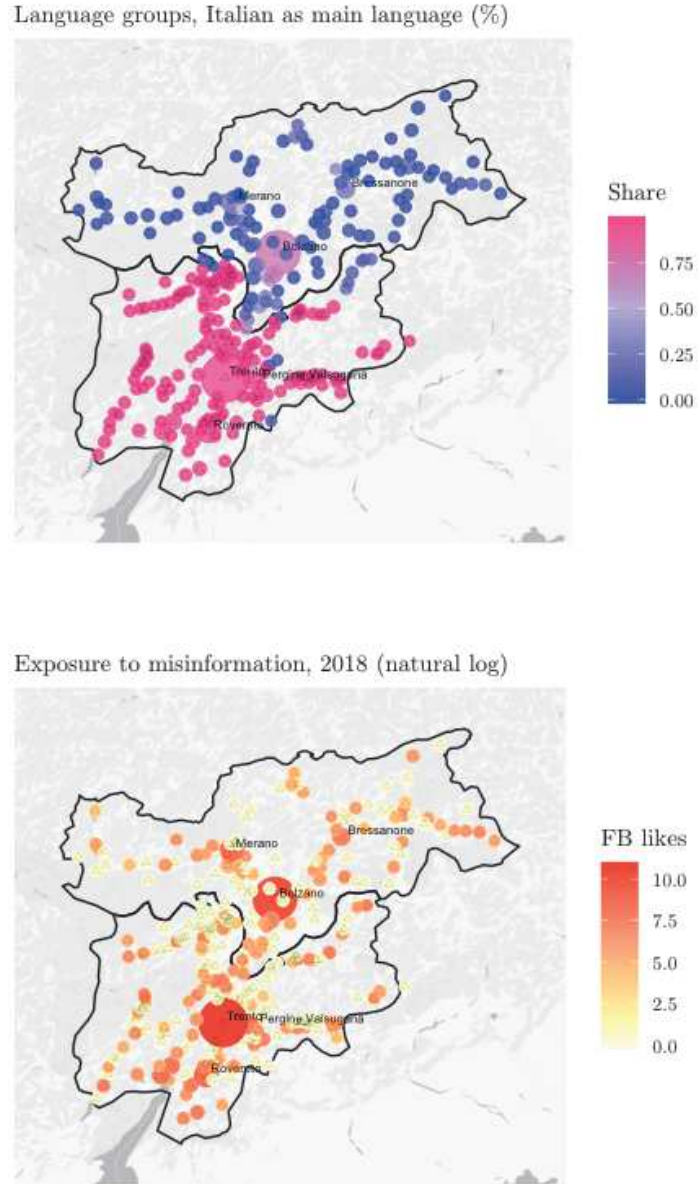 Language groups, Italian as main language (%)
Merano
Bressanone
Bolzano
Trento
Pergine Valsugana
Rovereto
Share
0.75
0.50
0.25
0.00
Exposure to misinformation, 2018 (natural log)
Merano
Bressanone
Bolzano
Trento
Pergine Valsugana
Rovereto
FB likes
10.0
7.5
5.0
2.5
0.0